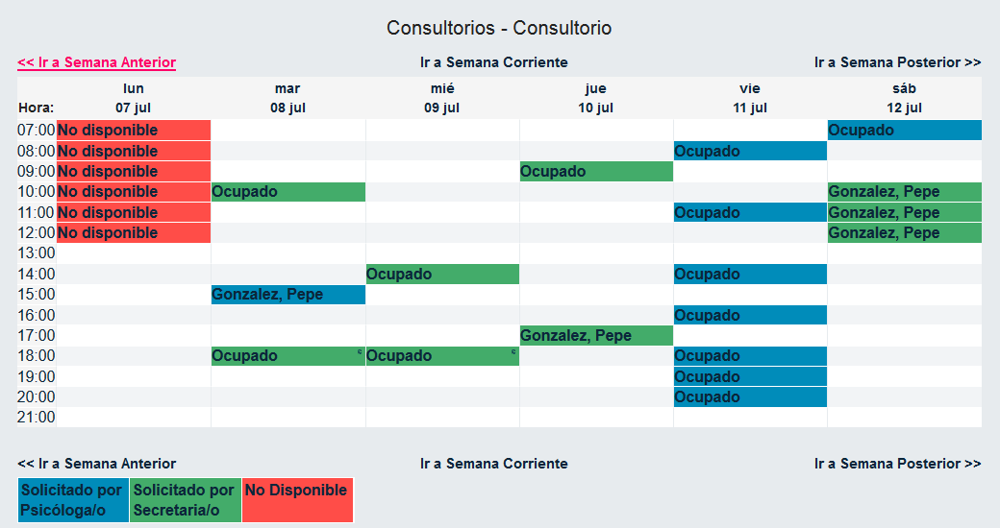 Consultorios - Consultorio
<< Ir a Semana Anterior Ir a Semana Corriente Ir a Semana Posterior >>
lun mar mié jue vie sáb
Hora: 07 jul 08 jul 09 jul 10 jul 11 jul 12 jul
07:00 No disponible Ocupado
08:00 No disponible Ocupado
09:00 No disponible Ocupado
10:00 No disponible Ocupado Gonzalez, Pepe
11:00 No disponible Ocupado Gonzalez, Pepe
12:00 No disponible Gonzalez, Pepe
13:00
14:00 Ocupado Ocupado
15:00 Gonzalez, Pepe
16:00 Ocupado
17:00 Gonzalez, Pepe
18:00 Ocupado Ocupado Ocupado
19:00 Ocupado
20:00 Ocupado
21:00
<< Ir a Semana Anterior Ir a Semana Corriente Ir a Semana Posterior >>
Solicitado por Solicitado por No Disponible
Psicóloga/o Secretaria/o